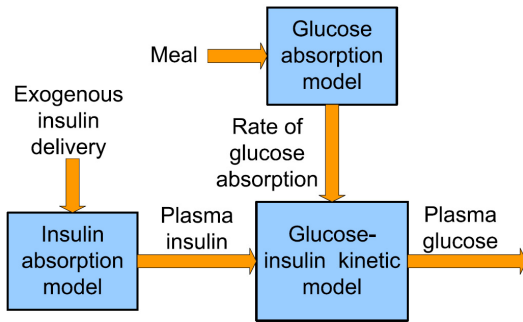 Meal
Glucose
absorption
model
Exogenous
insulin
delivery
Rate of
glucose
absorption
Insulin
absorption
model
Plasma
insulin
Glucose-
insulin kinetic
model
Plasma
glucose